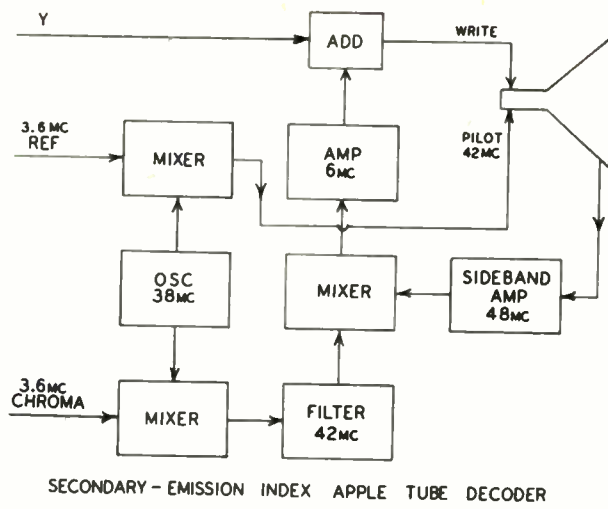 Y
ADD
WRITE
3.6MC
REF
MIXER
AMP
6MC
PILOT
42MC
OSC
38MC
MIXER
SIDEBAND
AMP
48MC
3.6MC
CHROMA
MIXER
FILTER
42MC
SECONDARY-EMISSION INDEX APPLE TUBE DECODER